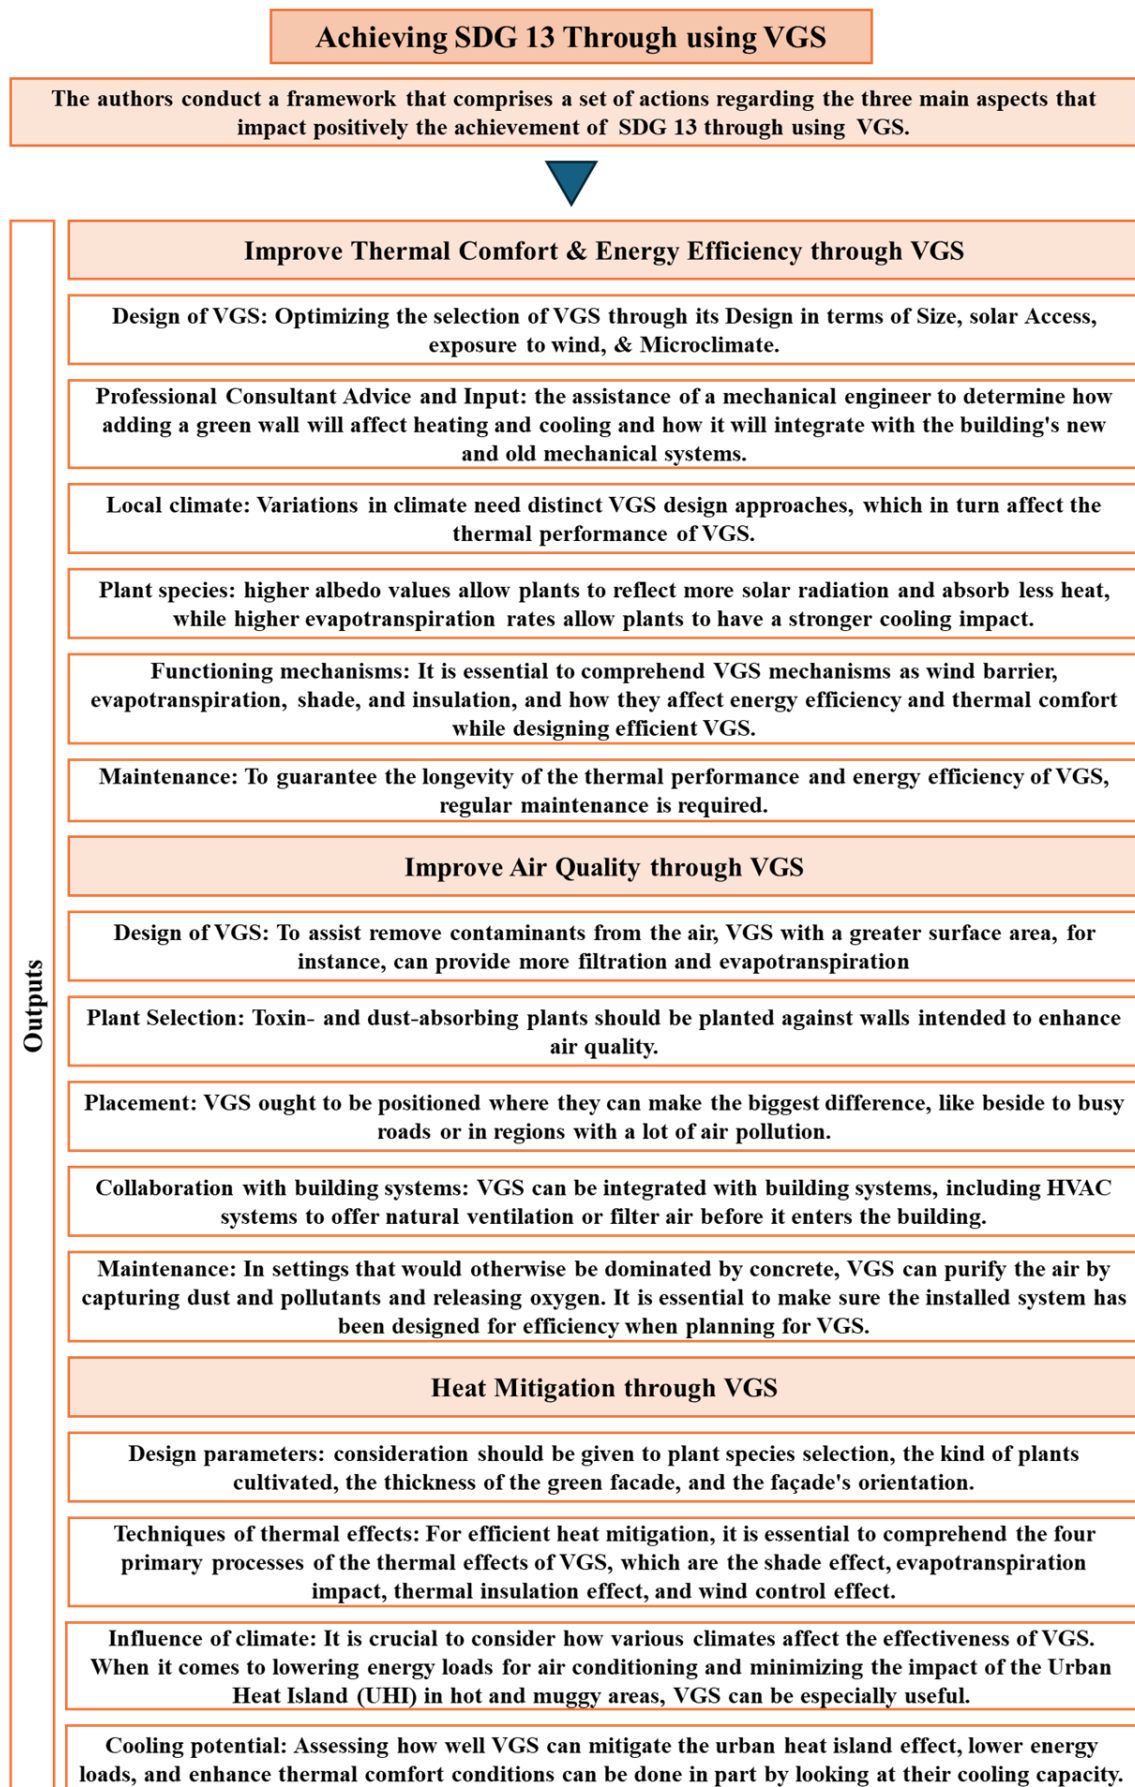 Achieving SDG 13 Through using VGS
The authors conduct a framework that comprises a set of actions regarding the three main aspects that
impact positively the achievement of SDG 13 through using VGS.
Outputs
Improve Thermal Comfort & Energy Efficiency through VGS
Design of VGS: Optimizing the selection of VGS through its Design in terms of Size, solar Access,
exposure to wind, & Microclimate.
Professional Consultant Advice and Input: the assistance of a mechanical engineer to determine how
adding a green wall will affect heating and cooling and how it will integrate with the building's new
and old mechanical systems.
Local climate: Variations in climate need distinct VGS design approaches, which in turn affect the
thermal performance of VGS.
Plant species: higher albedo values allow plants to reflect more solar radiation and absorb less heat,
while higher evapotranspiration rates allow plants to have a stronger cooling impact.
Functioning mechanisms: It is essential to comprehend VGS mechanisms as wind barrier,
evapotranspiration, shade, and insulation, and how they affect energy efficiency and thermal comfort
while designing efficient VGS.
Maintenance: To guarantee the longevity of the thermal performance and energy efficiency of VGS,
regular maintenance is required.
Improve Air Quality through VGS
Design of VGS: To assist remove contaminants from the air, VGS with a greater surface area, for
instance, can provide more filtration and evapotranspiration
Plant Selection: Toxin- and dust-absorbing plants should be planted against walls intended to enhance
air quality.
Placement: VGS ought to be positioned where they can make the biggest difference, like beside to busy
roads or in regions with a lot of air pollution.
Collaboration with building systems: VGS can be integrated with building systems, including HVAC
systems to offer natural ventilation or filter air before it enters the building.
Maintenance: In settings that would otherwise be dominated by concrete, VGS can purify the air by
capturing dust and pollutants and releasing oxygen. It is essential to make sure the installed system has
been designed for efficiency when planning for VGS.
Heat Mitigation through VGS
Design parameters: consideration should be given to plant species selection, the kind of plants
cultivated, the thickness of the green facade, and the façade's orientation.
Techniques of thermal effects: For efficient heat mitigation, it is essential to comprehend the four
primary processes of the thermal effects of VGS, which are the shade effect, evapotranspiration
impact, thermal insulation effect, and wind control effect.
Influence of climate: It is crucial to consider how various climates affect the effectiveness of VGS.
When it comes to lowering energy loads for air conditioning and minimizing the impact of the Urban
Heat Island (UHI) in hot and muggy areas, VGS can be especially useful.
Cooling potential: Assessing how well VGS can mitigate the urban heat island effect, lower energy
loads, and enhance thermal comfort conditions can be done in part by looking at their cooling capacity.